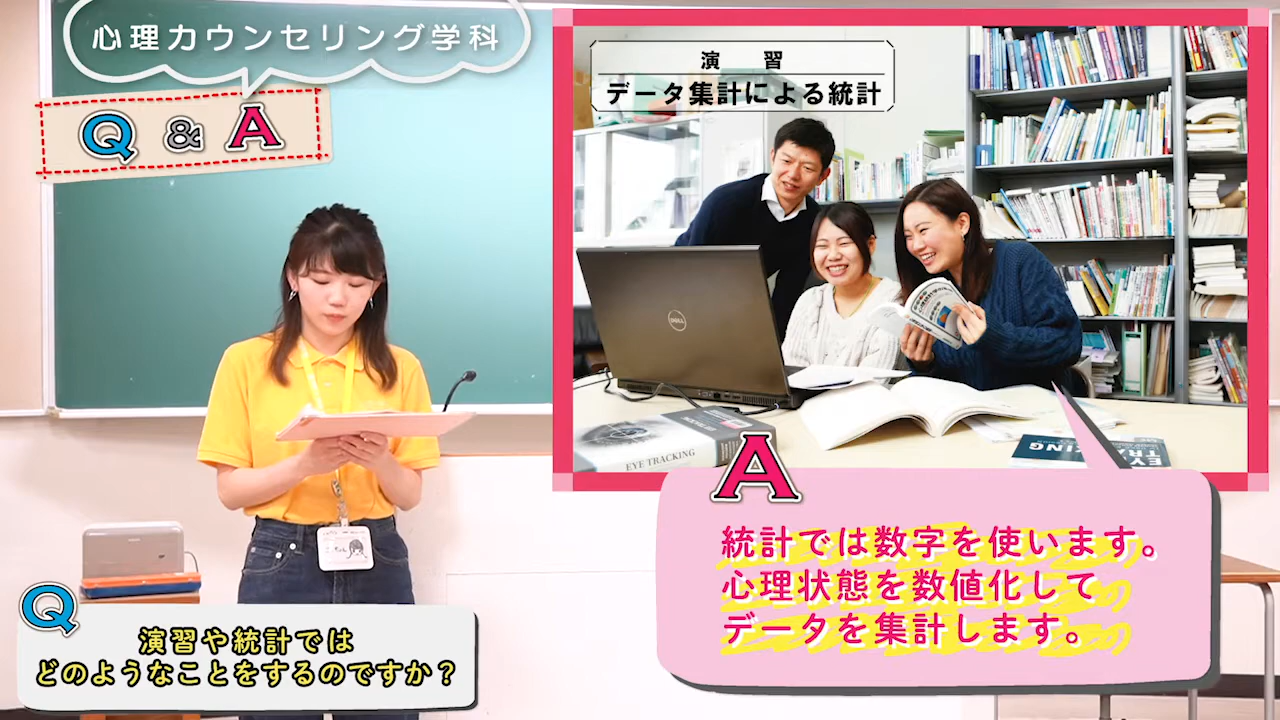 心理カウンセリング学科
Q & A
演 習
データ集計による統計
DELL
EYE TRACKING
A
統計では数字を使います。
心理状態を数値化して
データを集計します。
Q
演習や統計では
どのようなことをするのですか？